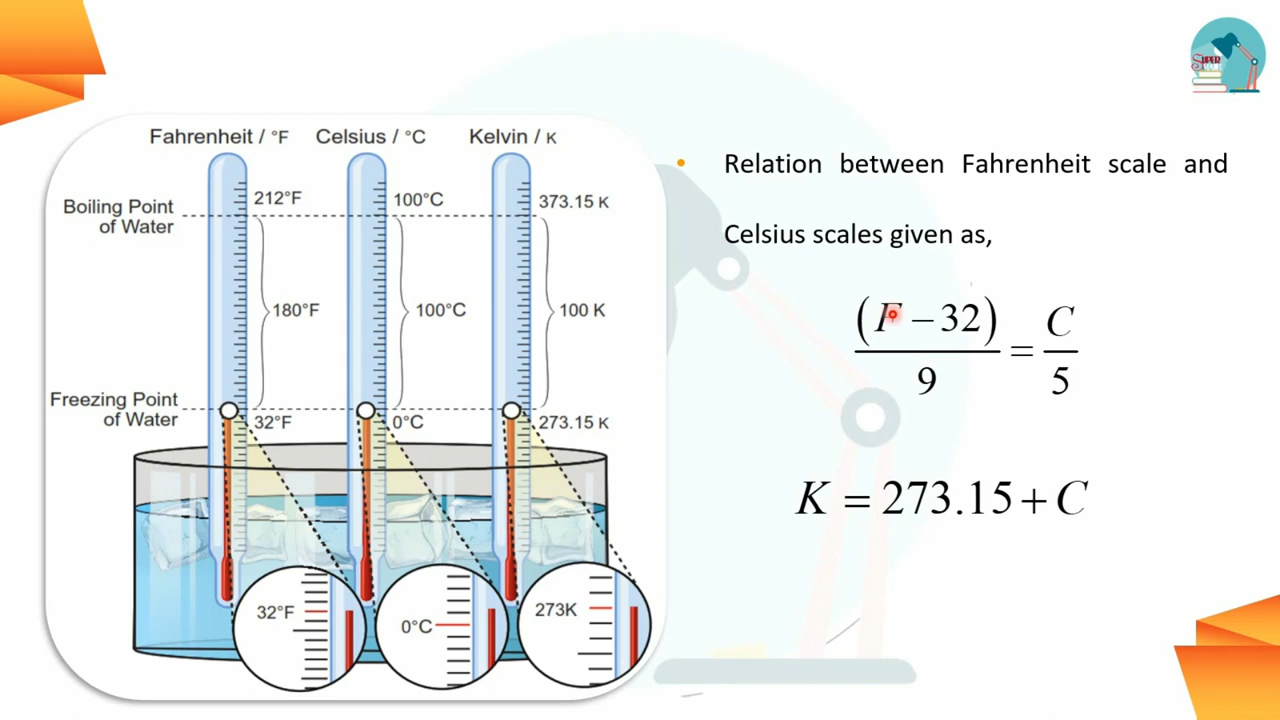 Fahrenheit / °F Celsius / °C Kelvin / K
Boiling Point
of Water
212°F 100°C 373.15 K
180°F 100°C 100 K
Freezing Point
of Water
32°F 0°C 273.15 K
32°F 0°C 273K
SUPER
• Relation between Fahrenheit scale and
Celsius scales given as,
(F − 32) / 9 = C / 5
K = 273.15 + C